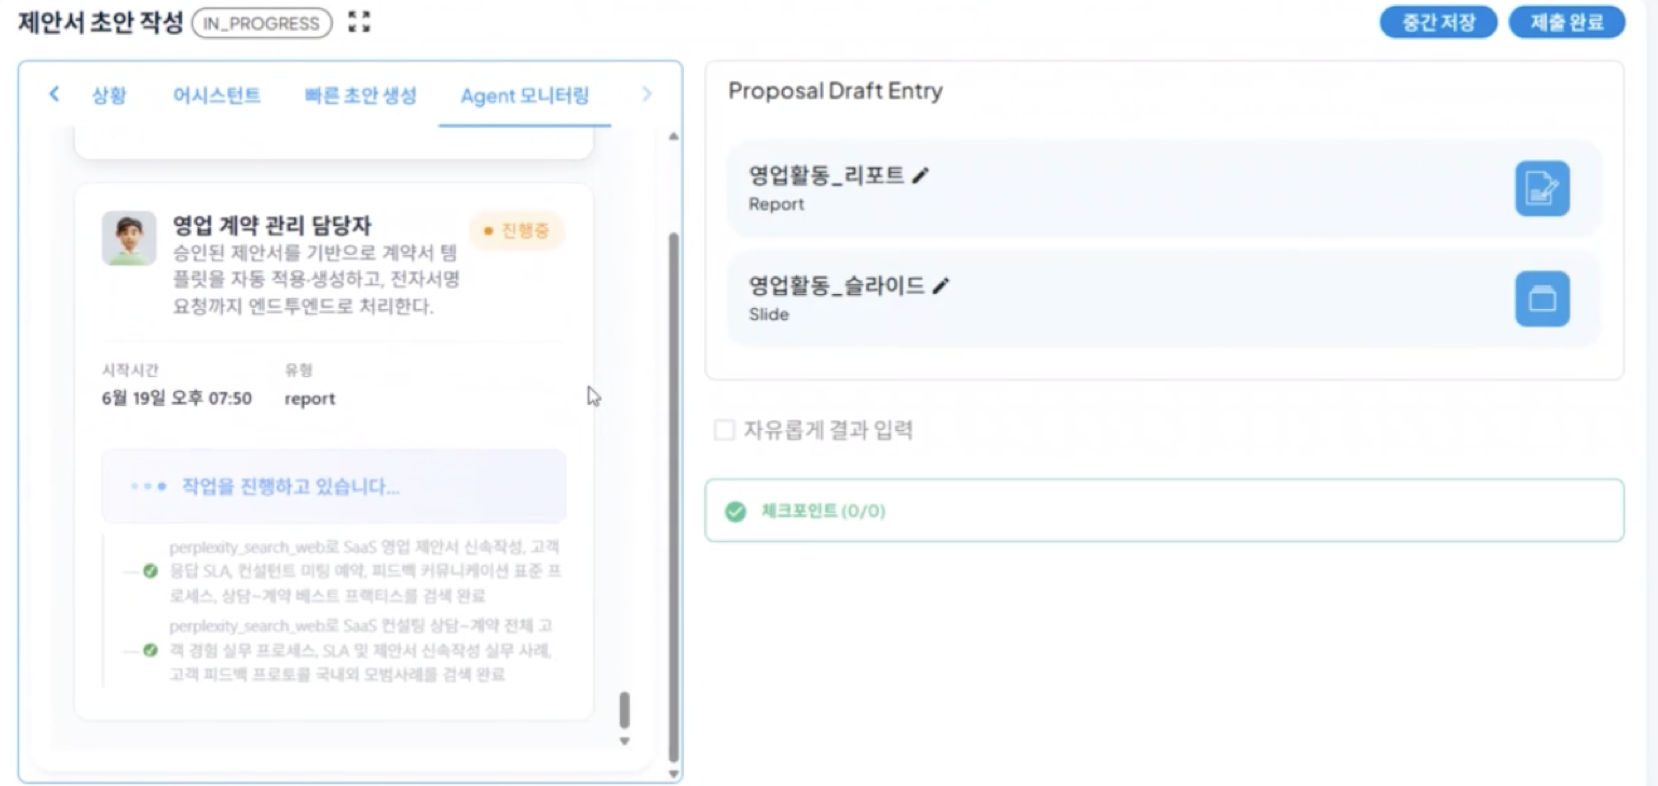 제안서 초안 작성 IN_PROGRESS
중간 저장 제출 완료
상황 어시스턴트 빠른 초안 생성 Agent 모니터링
영업 계약 관리 담당자
진행중
승인된 제안서를 기반으로 계약서 템
플릿을 자동 적용·생성하고, 전자서명
요청까지 엔드투엔드로 처리한다.
시작시간 유형
6월 19일 오후 07:50 report
작업을 진행하고 있습니다...
perplexity_search_web로 SaaS 영업 제안서 신속작성, 고객
응답 SLA, 컨설턴트 미팅 예약, 피드백 커뮤니케이션 표준 프
로세스, 상담~계약 베스트 프랙티스를 검색 완료
perplexity_search_web로 SaaS 컨설팅 상담~계약 전체 고
객 경험 실무 프로세스, SLA 및 제안서 신속작성 실무 사례,
고객 피드백 프로토콜 국내외 모범사례를 검색 완료
Proposal Draft Entry
영업활동_리포트
Report
영업활동_슬라이드
Slide
자유롭게 결과 입력
체크포인트 (0/0)